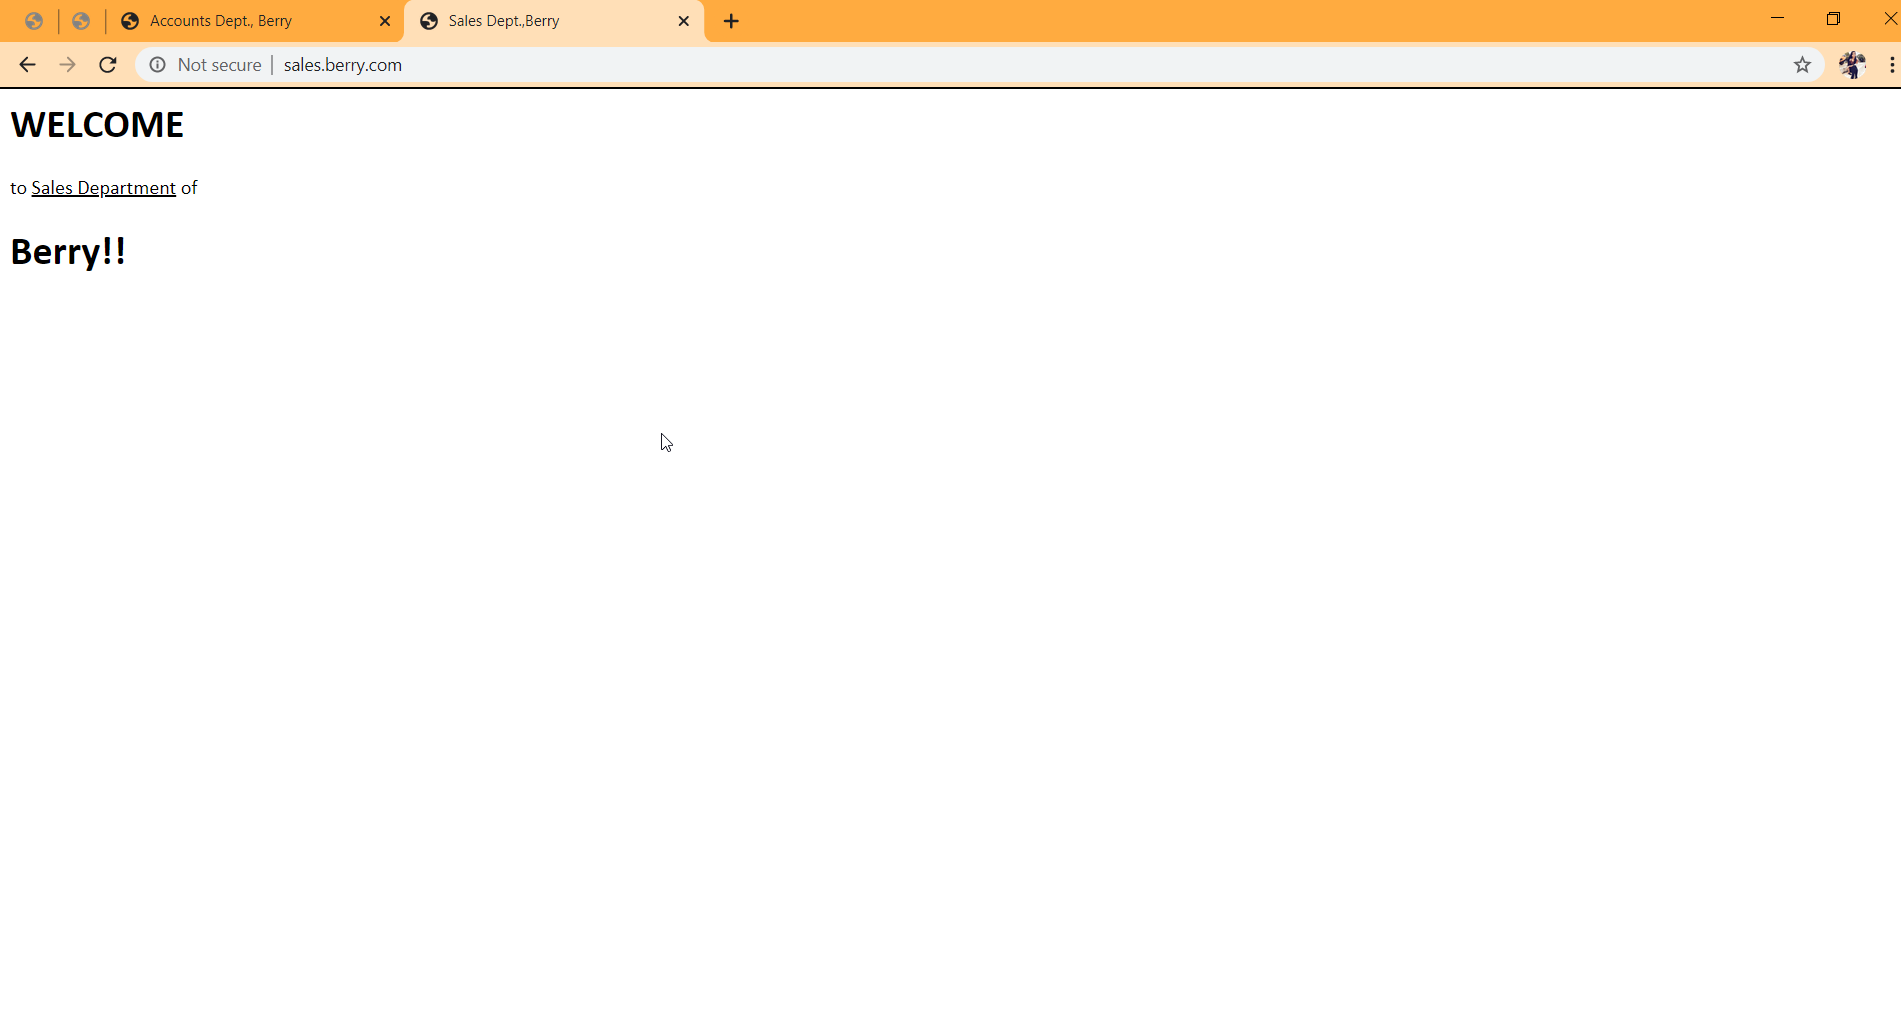 Accounts Dept., Berry
Sales Dept.,Berry
Not secure | sales.berry.com
WELCOME
to Sales Department of
Berry!!